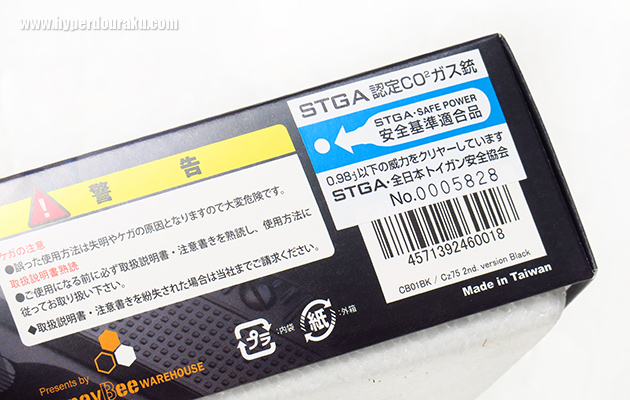 www.hyperdouraku.com
STGA 認定CO²ガス銃
STGA・SAFE POWER
安全基準適合品
0.98J以下の威力をクリヤーしています
STGA・全日本トイガン安全協会
No.0005828
4571392460018
CB01BK / Cz75 2nd. version Black
Made in Taiwan
警告
ケガの注意
●誤った使用方法は失明やケガの原因となりますので大変危険です。
取扱説明書熟読
●ご使用になる前に必ず取扱説明書・注意書きを熟読し、使用方法に
従ってお取り扱い下さい。
◆取扱説明書・注意書きを紛失された場合は当社までご請求ください。
プラ
:内袋
紙
:外箱
Presents by
Bee WAREHOUSE